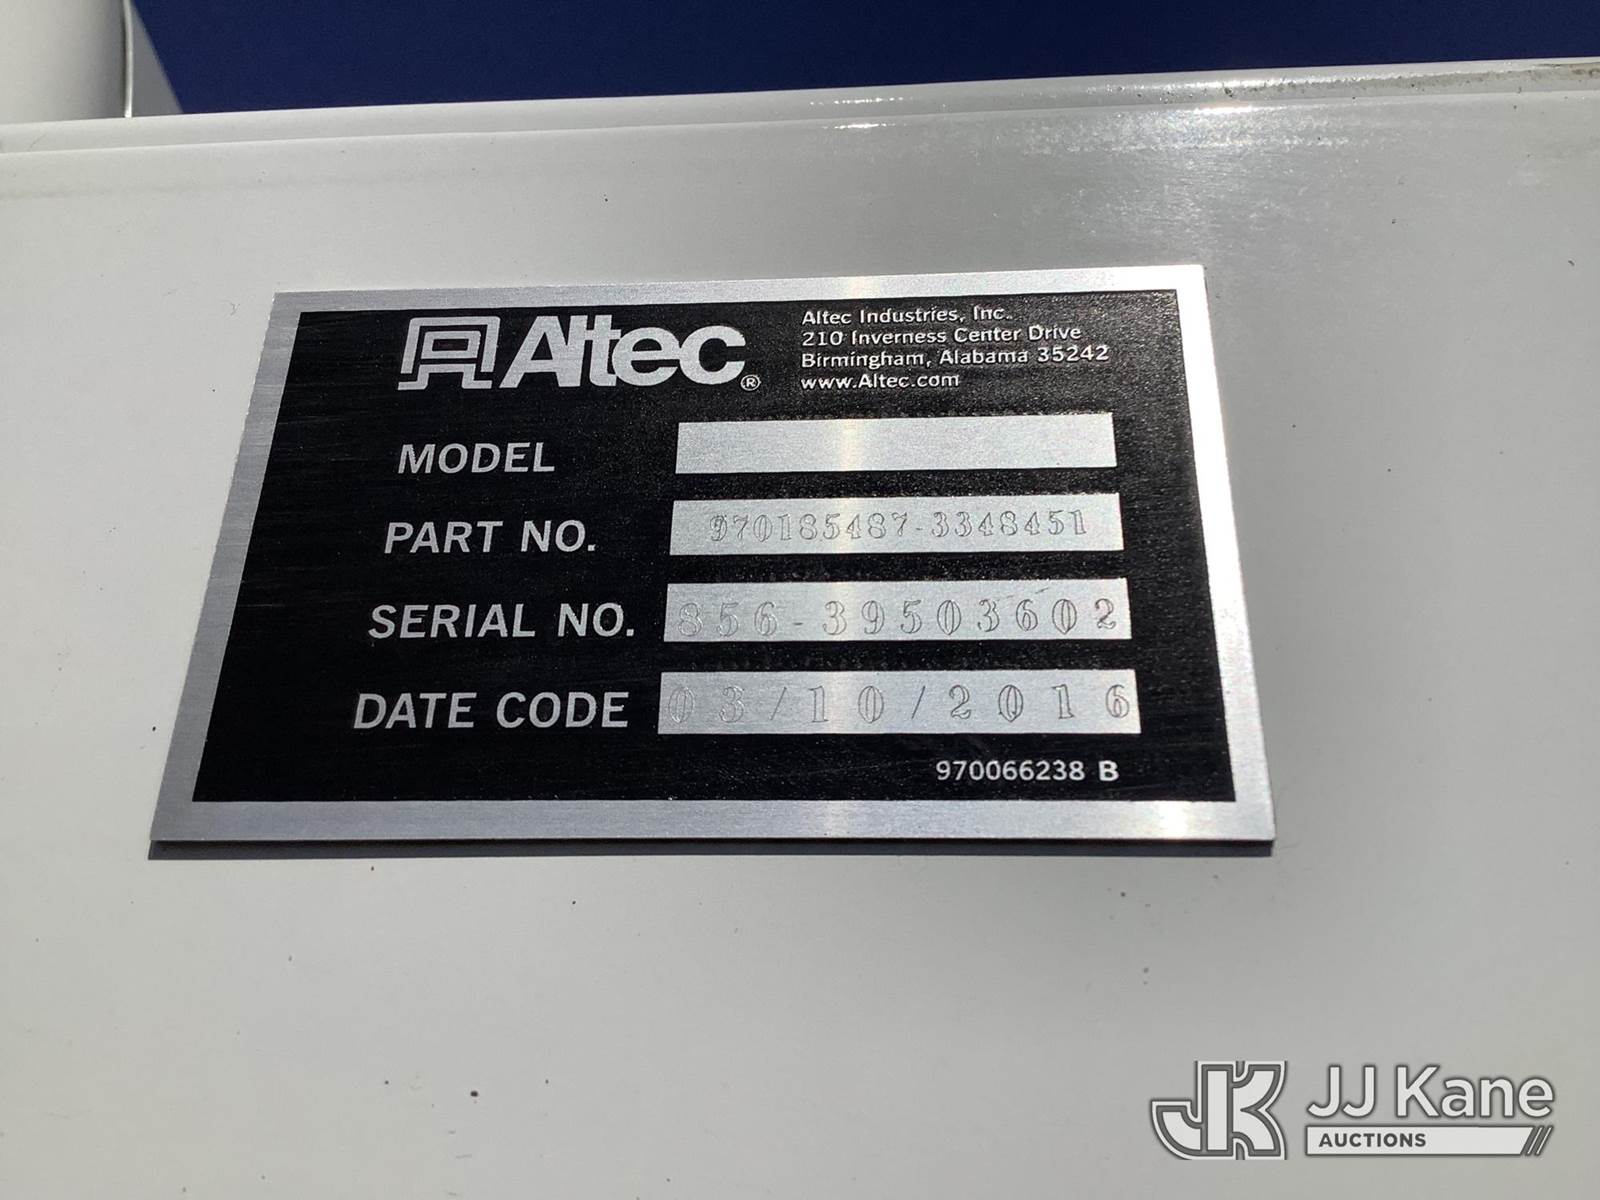 Altec®
Altec Industries, Inc.
210 Inverness Center Drive
Birmingham, Alabama 35242
www.Altec.com
MODEL
PART NO. 970185487-3348451
SERIAL NO. 856-39503602
DATE CODE 03/10/2016
970066238 B
JK JJ Kane
AUCTIONS